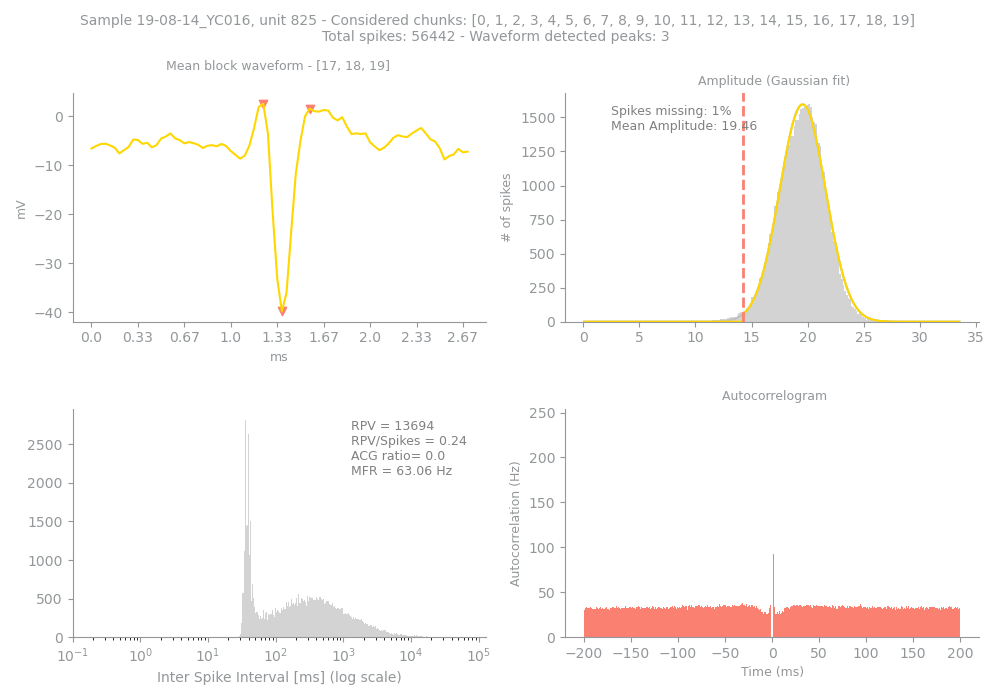 Sample 19-08-14_YC016, unit 825 - Considered chunks: [0, 1, 2, 3, 4, 5, 6, 7, 8, 9, 10, 11, 12, 13, 14, 15, 16, 17, 18, 19]
Total spikes: 56442 - Waveform detected peaks: 3
Mean block waveform - [17, 18, 19]
0
−10
−20
−30
−40
mV
0.0 0.33 0.67 1.0 1.33 1.67 2.0 2.33 2.67
ms
Amplitude (Gaussian fit)
Spikes missing: 1%
Mean Amplitude: 19.46
1500
1250
1000
750
500
250
0
# of spikes
0 5 10 15 20 25 30 35
RPV = 13694
RPV/Spikes = 0.24
ACG ratio= 0.0
MFR = 63.06 Hz
2500
2000
1500
1000
500
0
10⁻¹ 10⁰ 10¹ 10² 10³ 10⁴ 10⁵
Inter Spike Interval [ms] (log scale)
Autocorrelogram
250
200
150
100
50
0
Autocorrelation (Hz)
−200 −150 −100 −50 0 50 100 150 200
Time (ms)